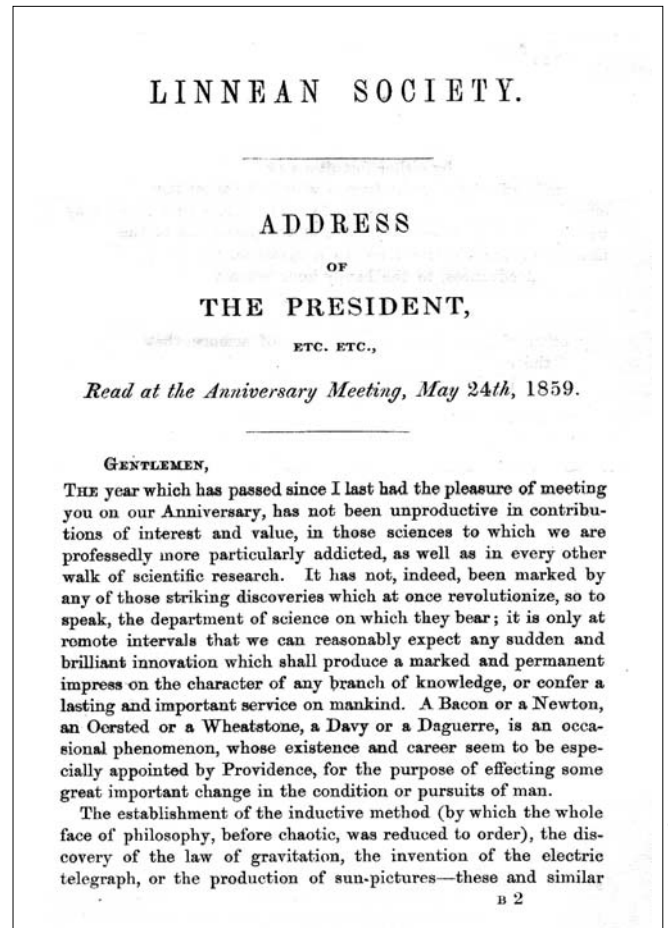 LINNEAN SOCIETY.
ADDRESS
OF
THE PRESIDENT,
ETC. ETC.,
Read at the Anniversary Meeting, May 24th, 1859.
GENTLEMEN,
THE year which has passed since I last had the pleasure of meeting
you on our Anniversary, has not been unproductive in contribu-
tions of interest and value, in those sciences to which we are
professedly more particularly addicted, as well as in every other
walk of scientific research. It has not, indeed, been marked by
any of those striking discoveries which at once revolutionize, so to
speak, the department of science on which they bear; it is only at
remote intervals that we can reasonably expect any sudden and
brilliant innovation which shall produce a marked and permanent
impress on the character of any branch of knowledge, or confer a
lasting and important service on mankind. A Bacon or a Newton,
an Oersted or a Wheatstone, a Davy or a Daguerre, is an occa-
sional phenomenon, whose existence and career seem to be espe-
cially appointed by Providence, for the purpose of effecting some
great important change in the condition or pursuits of man.
The establishment of the inductive method (by which the whole
face of philosophy, before chaotic, was reduced to order), the dis-
covery of the law of gravitation, the invention of the electric
telegraph, or the production of sun-pictures—these and similar
B 2